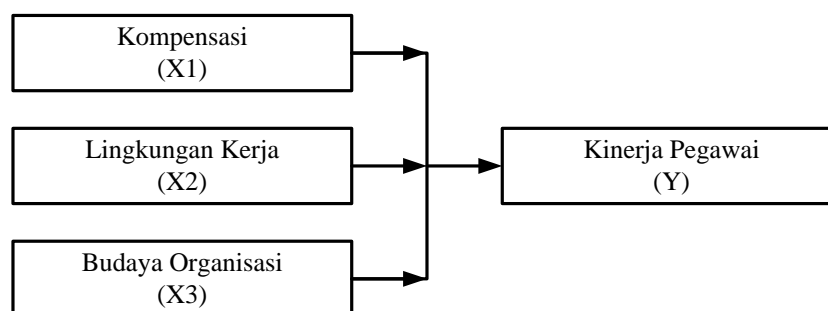 Kompensasi
(X1)
Lingkungan Kerja
(X2)
Kinerja Pegawai
(Y)
Budaya Organisasi
(X3)